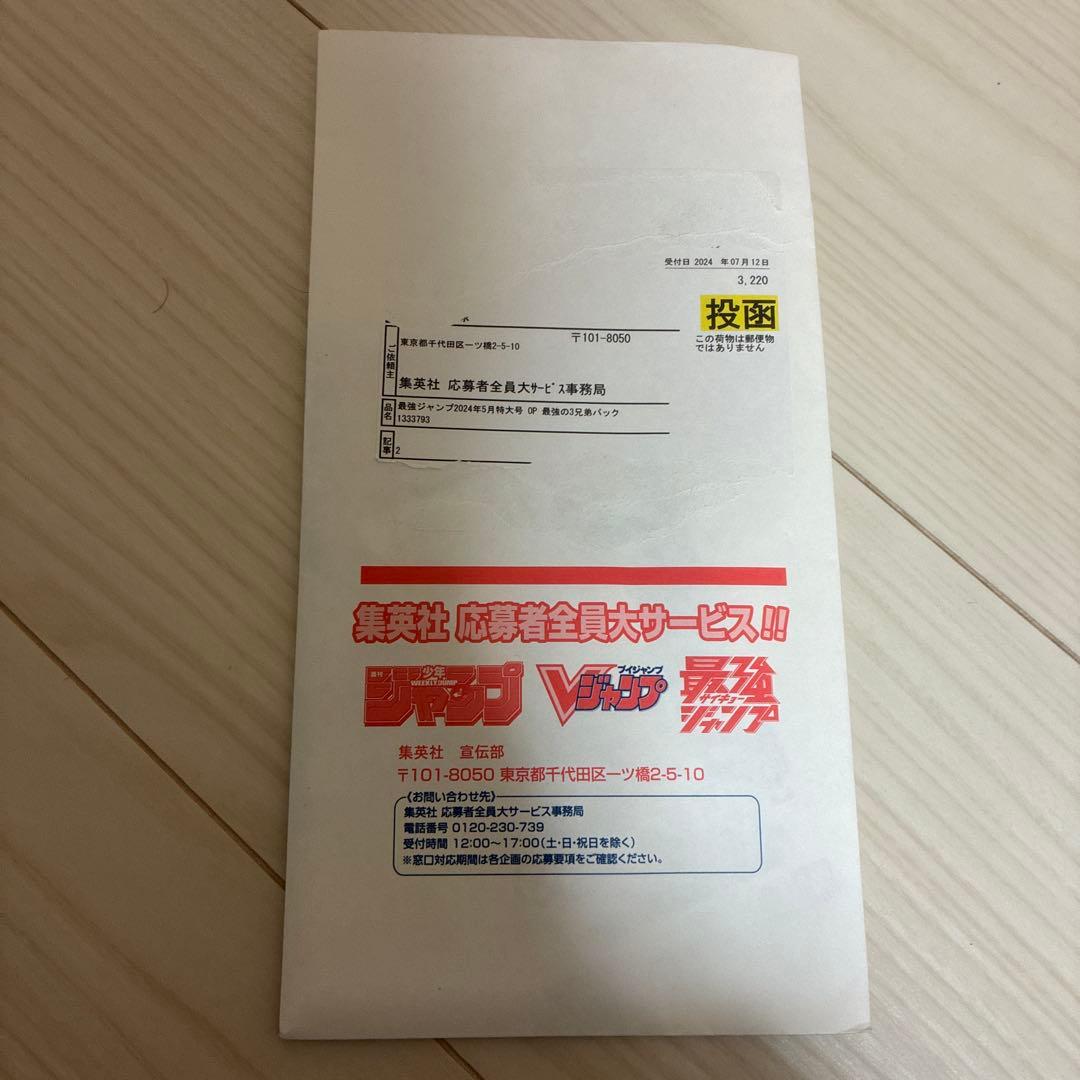 受付日 2024 年07月12日
3,220
投函
この荷物は郵便物
ではありません
〒101-8050
ご依頼主
東京都千代田区一ツ橋2-5-10
集英社 応募者全員大ｻｰﾋﾞｽ事務局
品名
最強ジャンプ2024年5月特大号 OP 最強の3兄弟パック
1333793
記事
2
集英社 応募者全員大サービス!!
週刊
少年
WEEKLY JUMP
ジャンプ
ブイジャンプ
Vジャンプ
最強
サイキョー
ジャンプ
集英社 宣伝部
〒101-8050 東京都千代田区一ツ橋2-5-10
《お問い合わせ先》
集英社 応募者全員大サービス事務局
電話番号 0120-230-739
受付時間 12:00〜17:00(土・日・祝日を除く)
※窓口対応期間は各企画の応募要項をご確認ください。